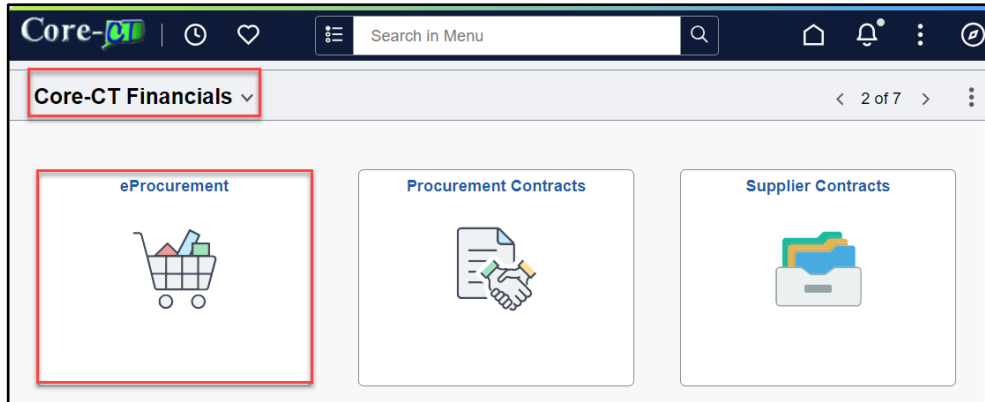 Core-CT
Search in Menu
Core-CT Financials
2 of 7
eProcurement
Procurement Contracts
Supplier Contracts